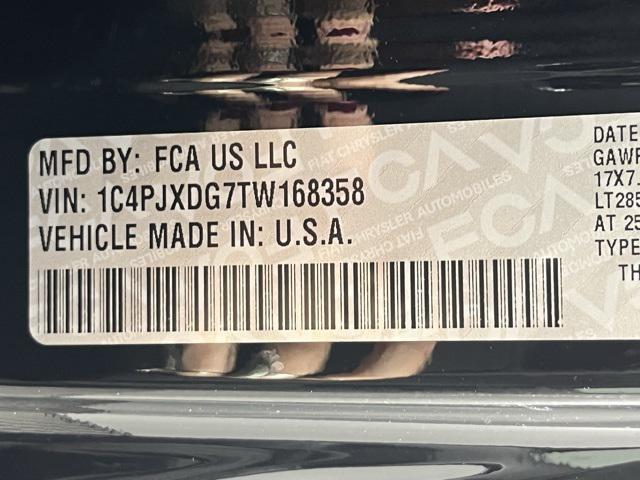 MFD BY: FCA US LLC
VIN: 1C4PJXDG7TW168358
VEHICLE MADE IN: U.S.A.
DATE
GAWR
17X7.
LT285
AT 25
TYPE
TH